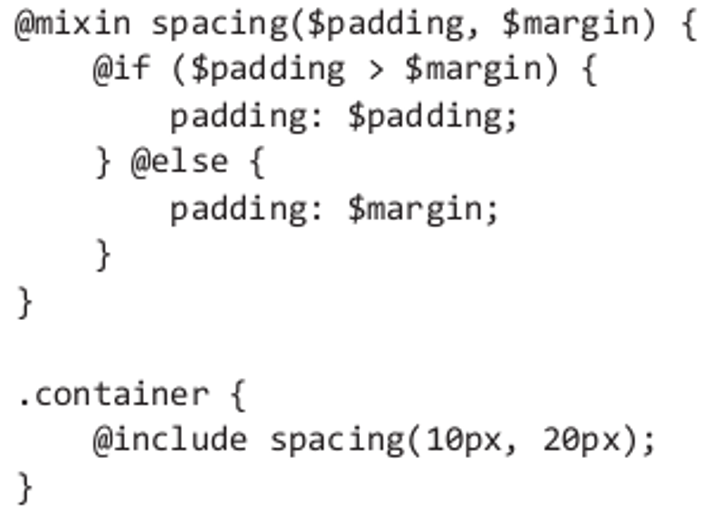 @mixin spacing($padding, $margin) {
    @if ($padding > $margin) {
        padding: $padding;
    } @else {
        padding: $margin;
    }
}

.container {
    @include spacing(10px, 20px);
}